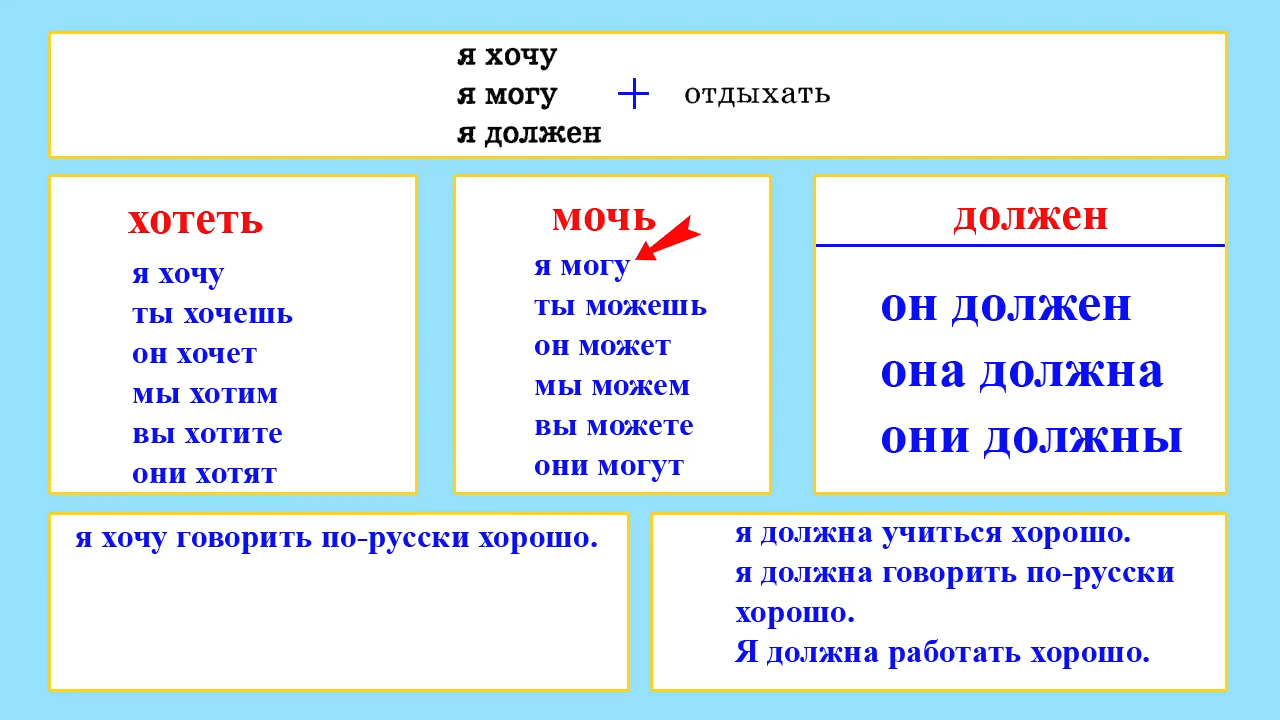 я хочу
я могу + отдыхать
я должен
хотеть
я хочу
ты хочешь
он хочет
мы хотим
вы хотите
они хотят
мочь
я могу
ты можешь
он может
мы можем
вы можете
они могут
должен
он должен
она должна
они должны
я хочу говорить по-русски хорошо.
я должна учиться хорошо.
я должна говорить по-русски
хорошо.
Я должна работать хорошо.